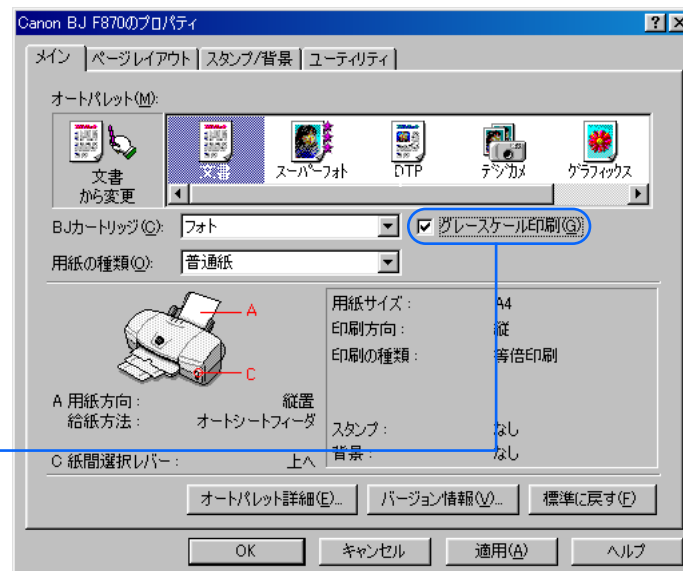 Canon BJ F870のプロパティ
メイン ページレイアウト スタンプ/背景 ユーティリティ
オートパレット(M):
文書
から変更
文書 スーパーフォト DTP デジカメ グラフィックス
BJカートリッジ(C): フォト グレースケール印刷(G)
用紙の種類(O): 普通紙
A
C
A 用紙方向: 縦置
給紙方法: オートシートフィーダ
C 紙間選択レバー: 上へ
用紙サイズ: A4
印刷方向: 縦
印刷の種類: 等倍印刷
スタンプ: なし
背景: なし
オートパレット詳細(E)... バージョン情報(V)... 標準に戻す(F)
OK キャンセル 適用(A) ヘルプ